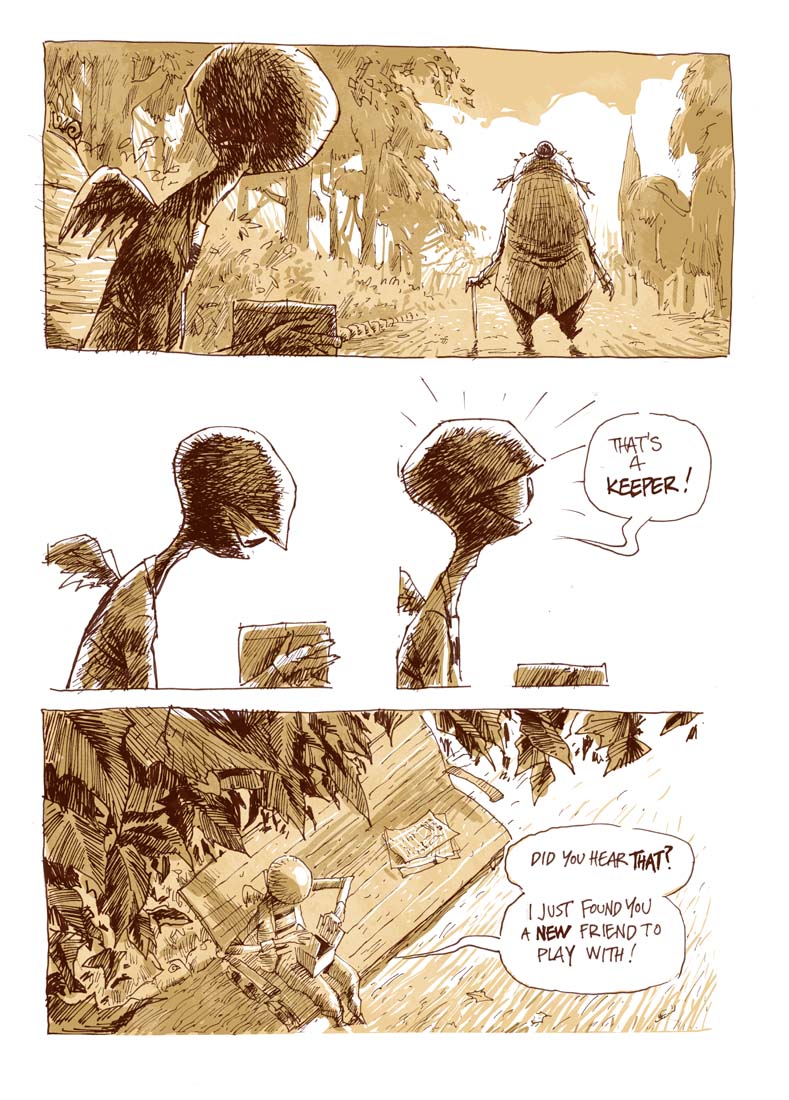 THAT'S
A
KEEPER!
DID YOU HEAR THAT?
I JUST FOUND YOU
A NEW FRIEND TO
PLAY WITH!